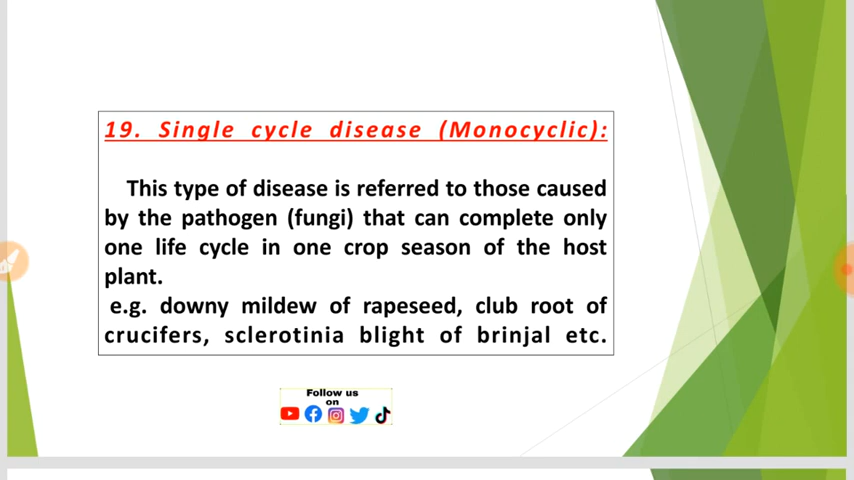 19. Single cycle disease (Monocyclic):
This type of disease is referred to those caused
by the pathogen (fungi) that can complete only
one life cycle in one crop season of the host
plant.
e.g. downy mildew of rapeseed, club root of
crucifers, sclerotinia blight of brinjal etc.
Follow us
on